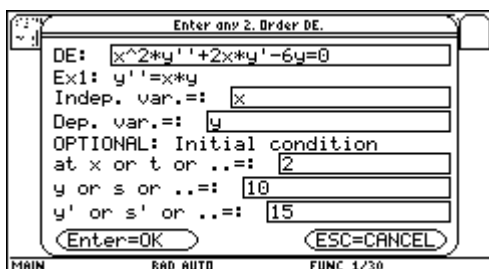 Enter any 2. Order DE.
DE: x^2*y''+2x*y'-6y=0
Ex1: y''=x*y
Indep. var.=: x
Dep. var.=: y
OPTIONAL: Initial condition
at x or t or ..=: 2
y or s or ..=: 10
y' or s' or ..=: 15
Enter=OK ESC=CANCEL
MAIN RAD AUTO FUNC 1/30